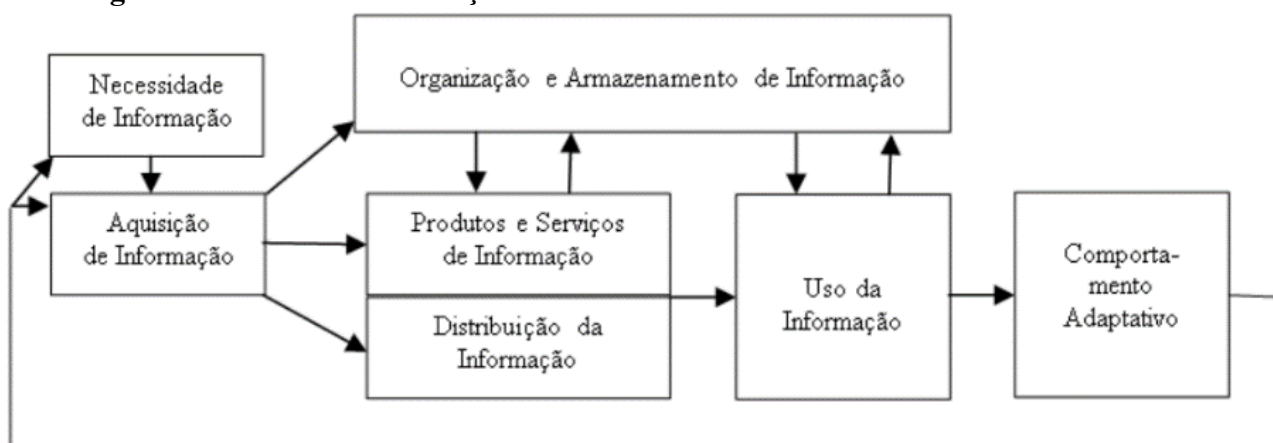 Necessidade
de Informação
Organização e Armazenamento de Informação
Aquisição
de Informação
Produtos e Serviços
de Informação
Distribuição da
Informação
Uso da
Informação
Comporta-
mento
Adaptativo